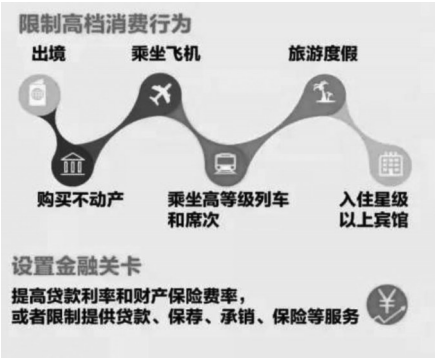 限制高档消费行为
出境
乘坐飞机
旅游度假
购买不动产
乘坐高等级列车
和席次
入住星级
以上宾馆
设置金融关卡
提高贷款利率和财产保险费率，
或者限制提供贷款、保荐、承销、保险等服务
¥